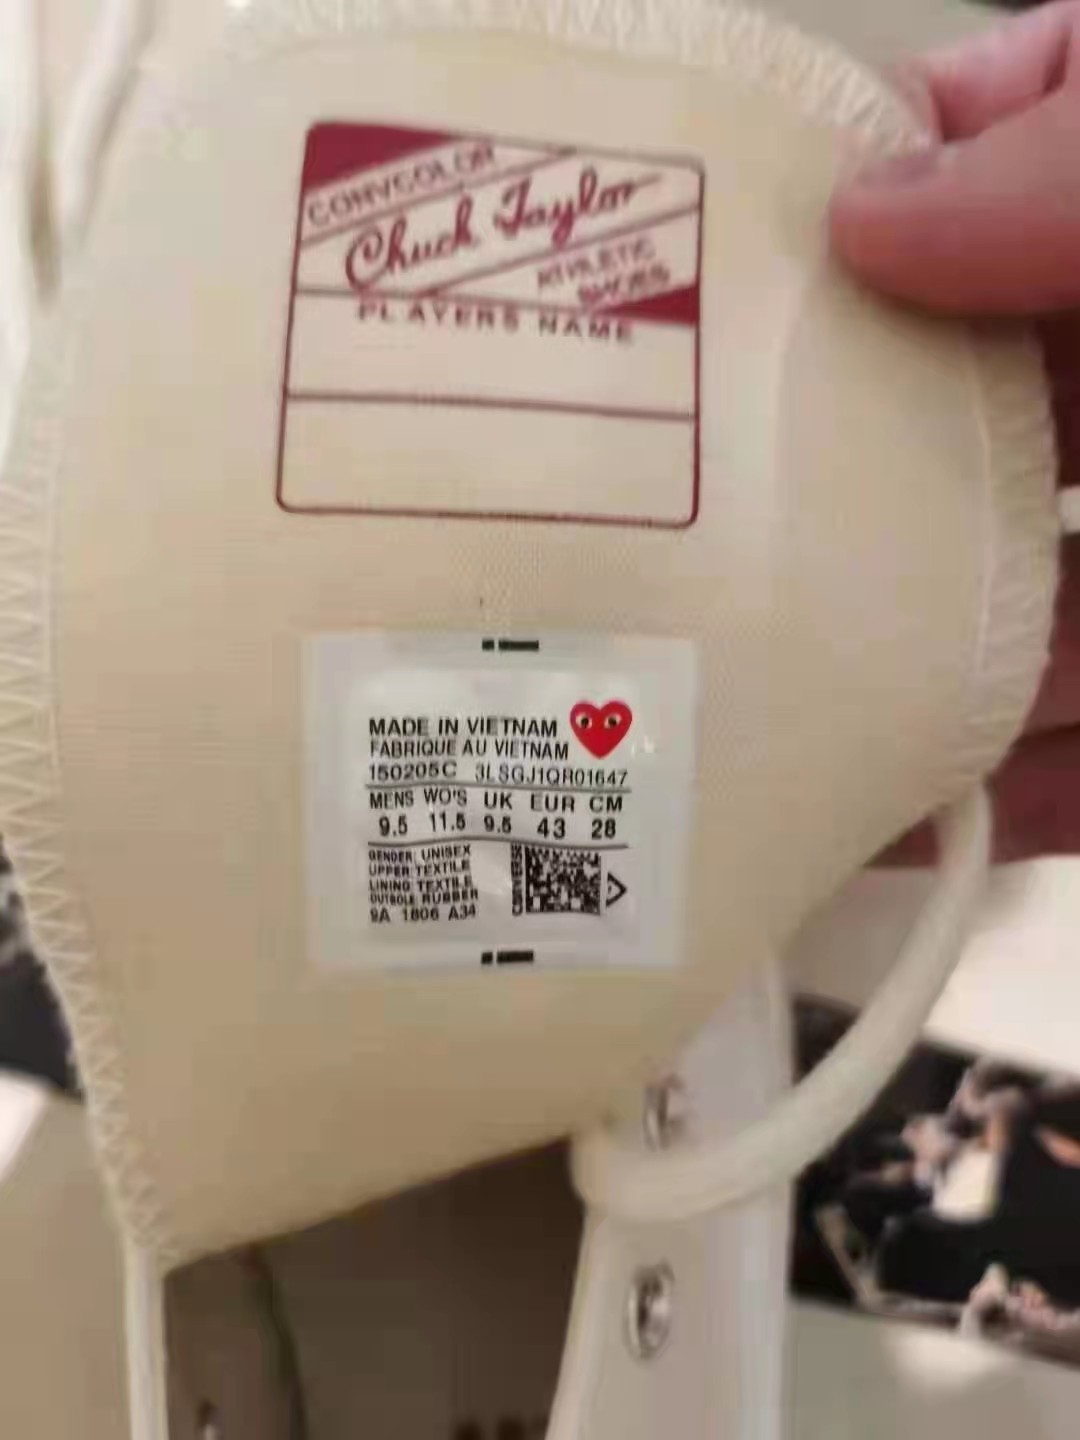 CONVCOLOR
Chuck Taylor
ATHLETIC
SHOES
PLAYERS NAME
MADE IN VIETNAM
FABRIQUE AU VIETNAM
150205C 3LSGJ1QR01647
MENS WO'S UK EUR CM
9.5 11.5 9.5 43 28
GENDER: UNISEX
UPPER: TEXTILE
LINING TEXTILE
OUTSOLE RUBBER
9A 1806 A34
CONVERSE